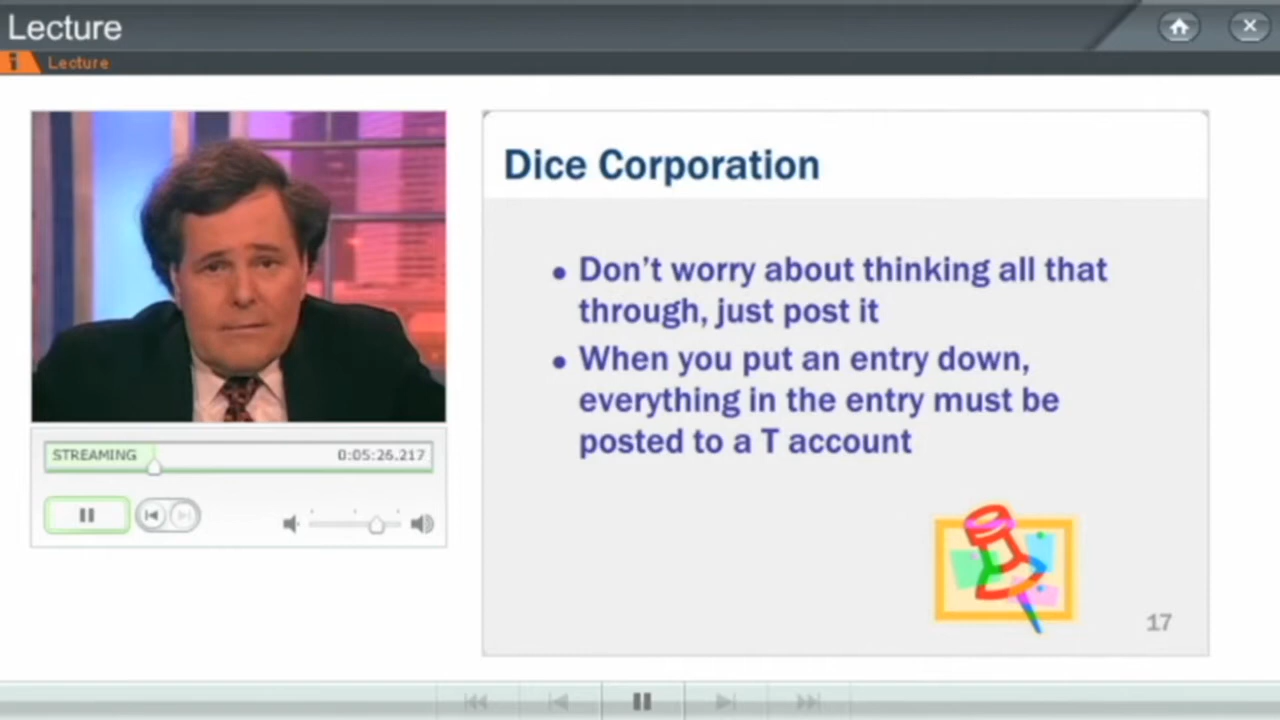 Lecture
Lecture
Dice Corporation
• Don't worry about thinking all that
through, just post it
• When you put an entry down,
everything in the entry must be
posted to a T account
STREAMING 0:05:26.217
17